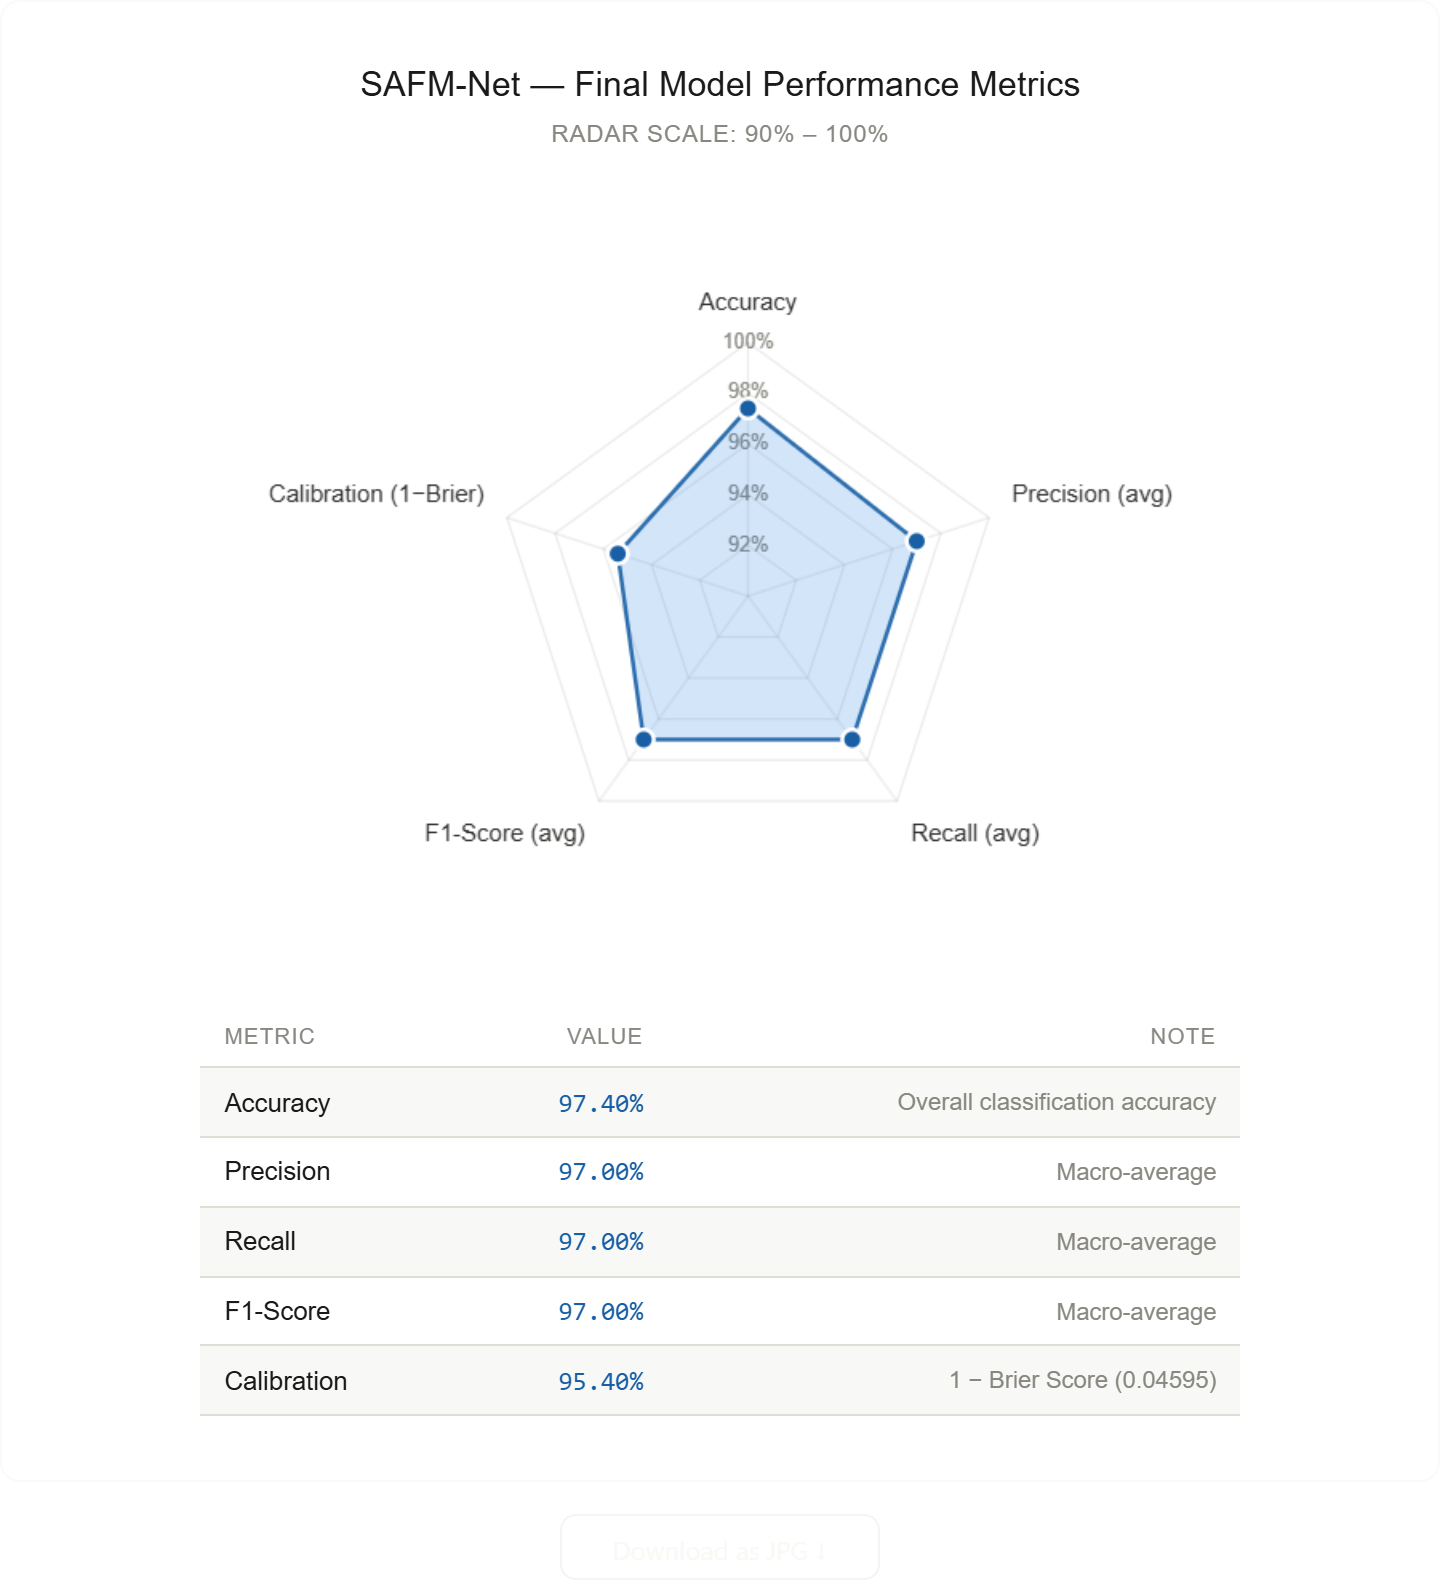 SAFM-Net — Final Model Performance Metrics
RADAR SCALE: 90% – 100%
Accuracy
100%
98%
96%
Calibration (1−Brier)
94%
Precision (avg)
92%
F1-Score (avg)
Recall (avg)
METRIC VALUE NOTE
Accuracy 97.40% Overall classification accuracy
Precision 97.00% Macro-average
Recall 97.00% Macro-average
F1-Score 97.00% Macro-average
Calibration 95.40% 1 − Brier Score (0.04595)
Download as JPG ↓